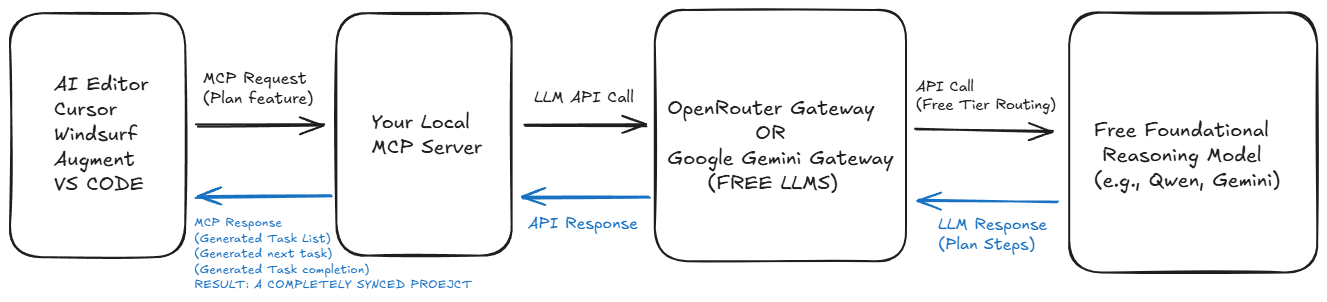 AI Editor
Cursor
Windsurf
Augment
VS CODE
MCP Request
(Plan feature)
MCP Response
(Generated Task List)
(Generated next task)
(Generated Task completion)
RESULT: A COMPLETELY SYNCED PROEJCT
Your Local
MCP Server
LLM API Call
API Response
OpenRouter Gateway
OR
Google Gemini Gateway
(FREE LLMS)
API Call
(Free Tier Routing)
LLM Response
(Plan Steps)
Free Foundational
Reasoning Model
(e.g., Qwen, Gemini)